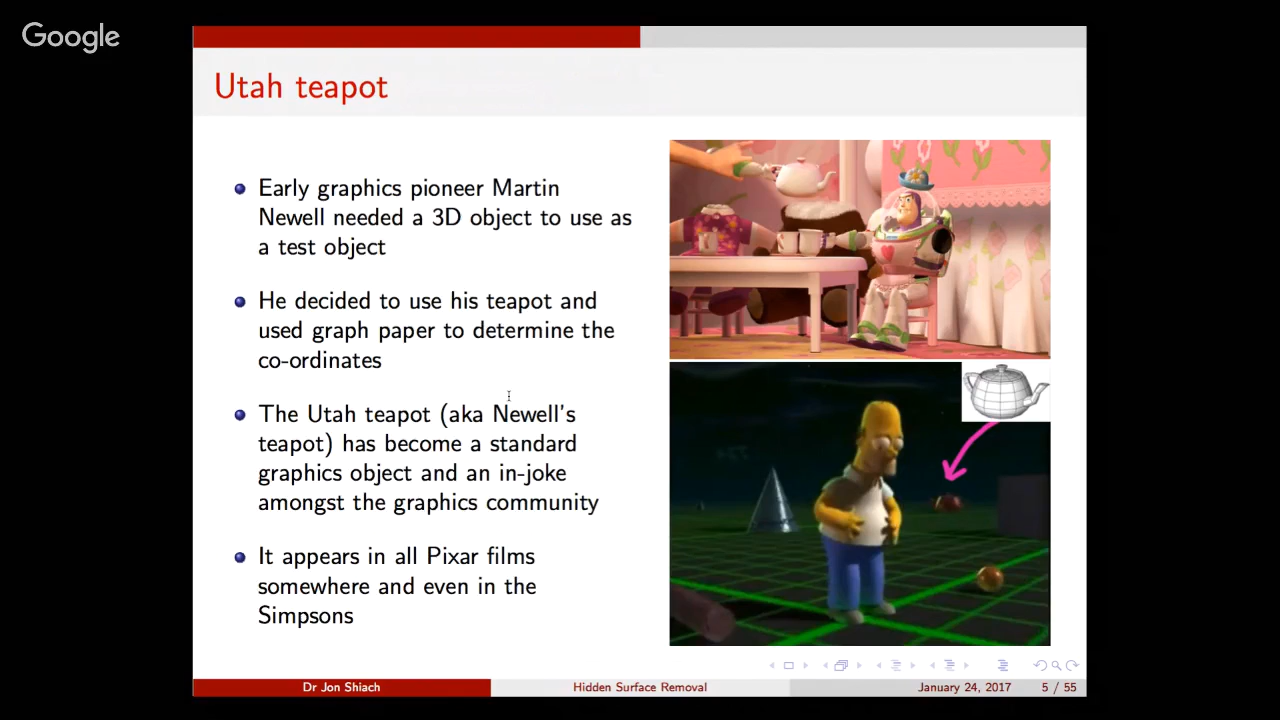 Google
Utah teapot
Early graphics pioneer Martin
Newell needed a 3D object to use as
a test object
He decided to use his teapot and
used graph paper to determine the
co-ordinates
The Utah teapot (aka Newell's
teapot) has become a standard
graphics object and an in-joke
amongst the graphics community
It appears in all Pixar films
somewhere and even in the
Simpsons
Dr Jon Shiach
Hidden Surface Removal
January 24, 2017
5 / 55